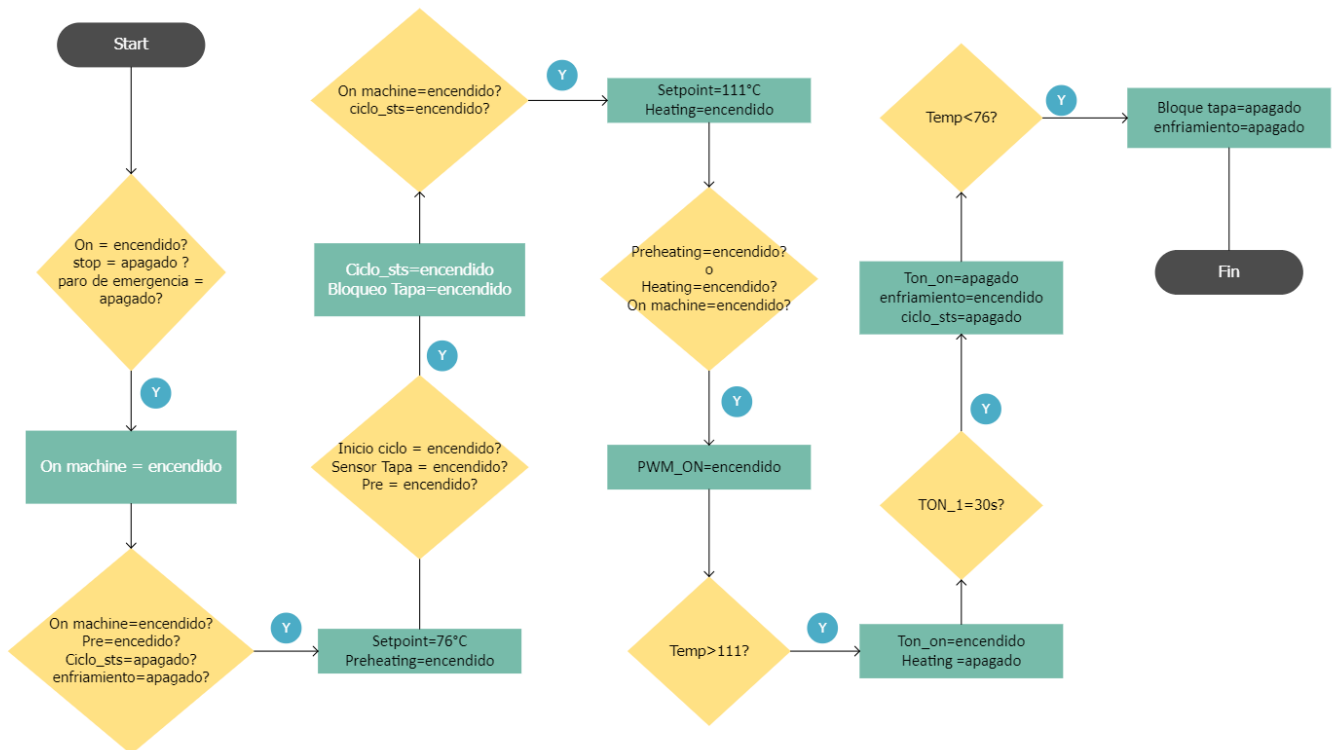 Start
On = encendido?
stop = apagado ?
paro de emergencia =
apagado?
Y
On machine = encendido
On machine=encendido?
Pre=encedido?
Ciclo_sts=apagado?
enfriamiento=apagado?
Y
Setpoint=76°C
Preheating=encendido
Inicio ciclo = encendido?
Sensor Tapa = encendido?
Pre = encendido?
Y
Ciclo_sts=encendido
Bloqueo Tapa=encendido
On machine=encendido?
ciclo_sts=encendido?
Y
Setpoint=111°C
Heating=encendido
Preheating=encendido?
o
Heating=encendido?
On machine=encendido?
Y
PWM_ON=encendido
Temp>111?
Y
Ton_on=encendido
Heating =apagado
TON_1=30s?
Y
Ton_on=apagado
enfriamiento=encendido
ciclo_sts=apagado
Temp<76?
Y
Bloque tapa=apagado
enfriamiento=apagado
Fin